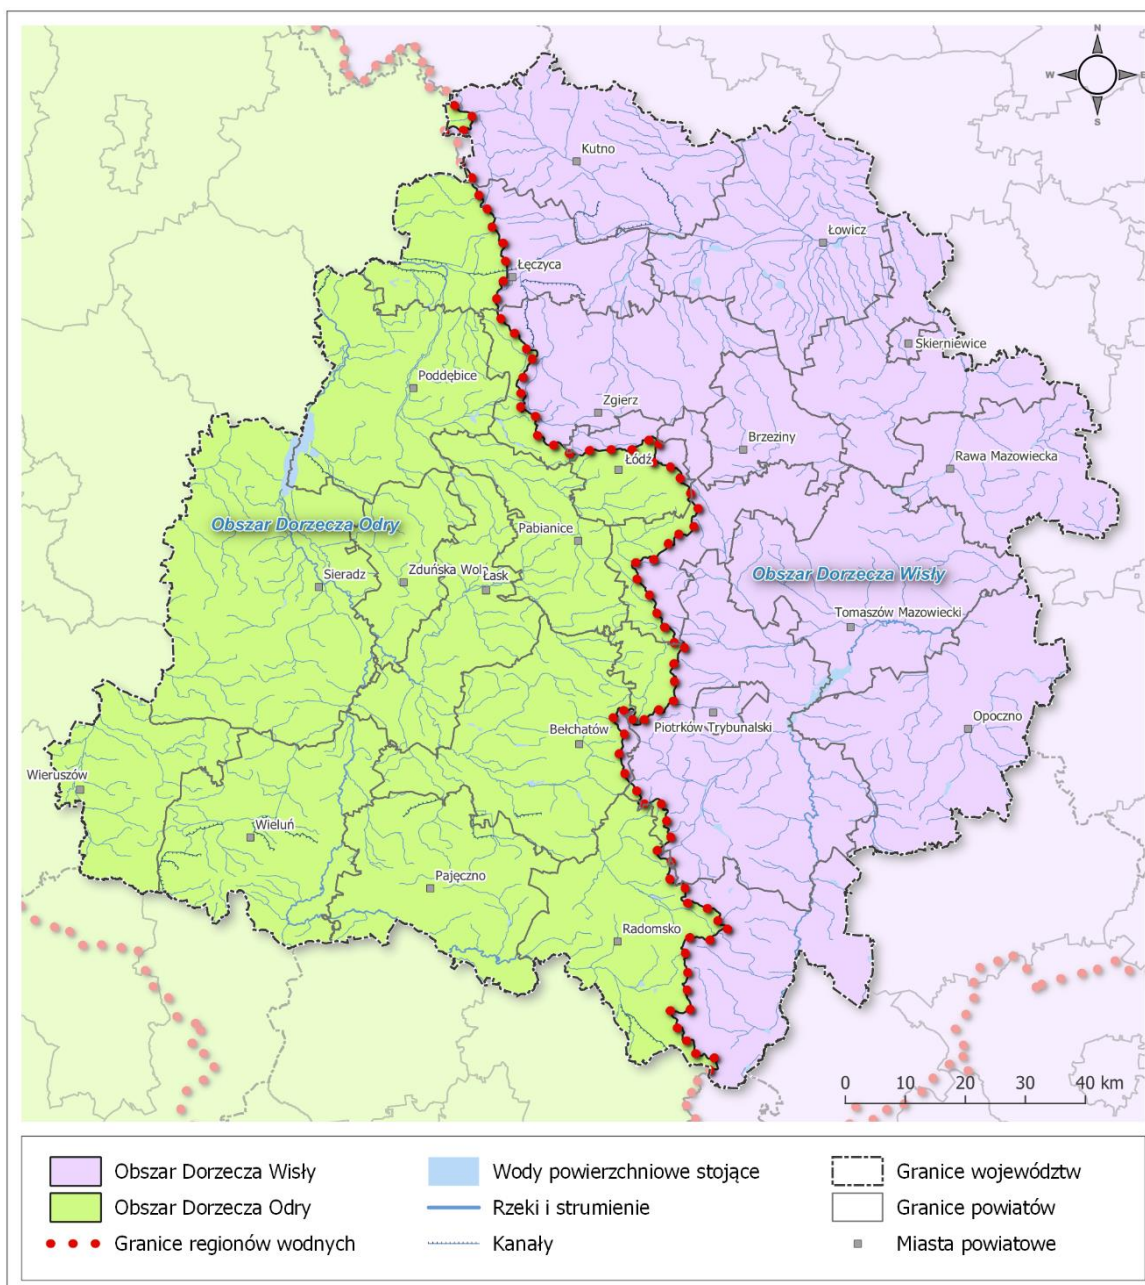 N
W
E
S
Kutno
Łowicz
Łęczyca
Skierniewice
Poddębice
Zgierz
Brzeziny
Łódź
Rawa Mazowiecka
Obszar Dorzecza Odry
Pabianice
Sieradz
Zduńska Wola
Łask
Obszar Dorzecza Wisły
Tomaszów Mazowiecki
Bełchatów
Piotrków Trybunalski
Opoczno
Wieruszów
Wieluń
Pajęczno
Radomsko
0 10 20 30 40 km
Obszar Dorzecza Wisły
Obszar Dorzecza Odry
Granice regionów wodnych
Wody powierzchniowe stojące
Rzeki i strumienie
Kanały
Granice województw
Granice powiatów
Miasta powiatowe